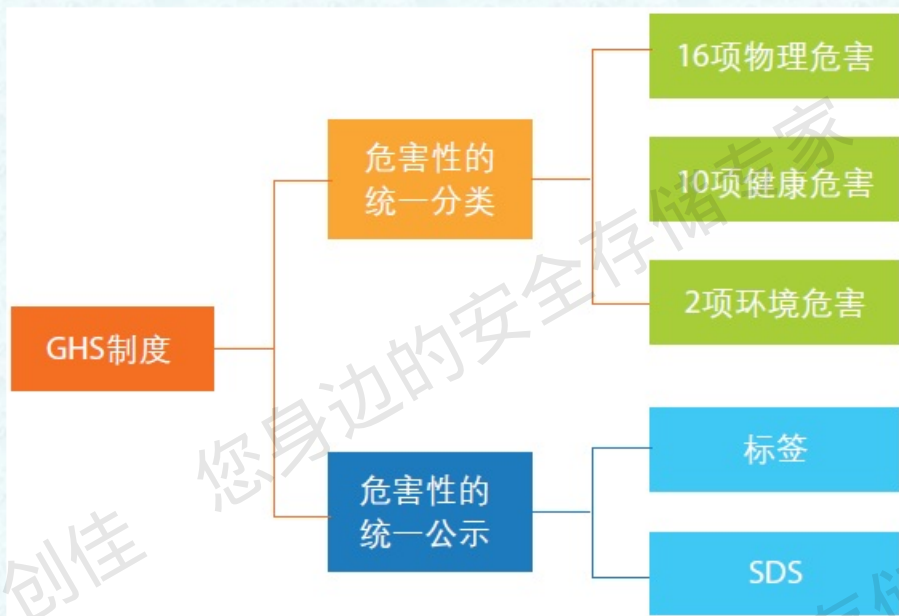 GHS制度
危害性的
统一分类
16项物理危害
10项健康危害
2项环境危害
危害性的
统一公示
标签
SDS
创佳 您身边的安全存储专家
存储